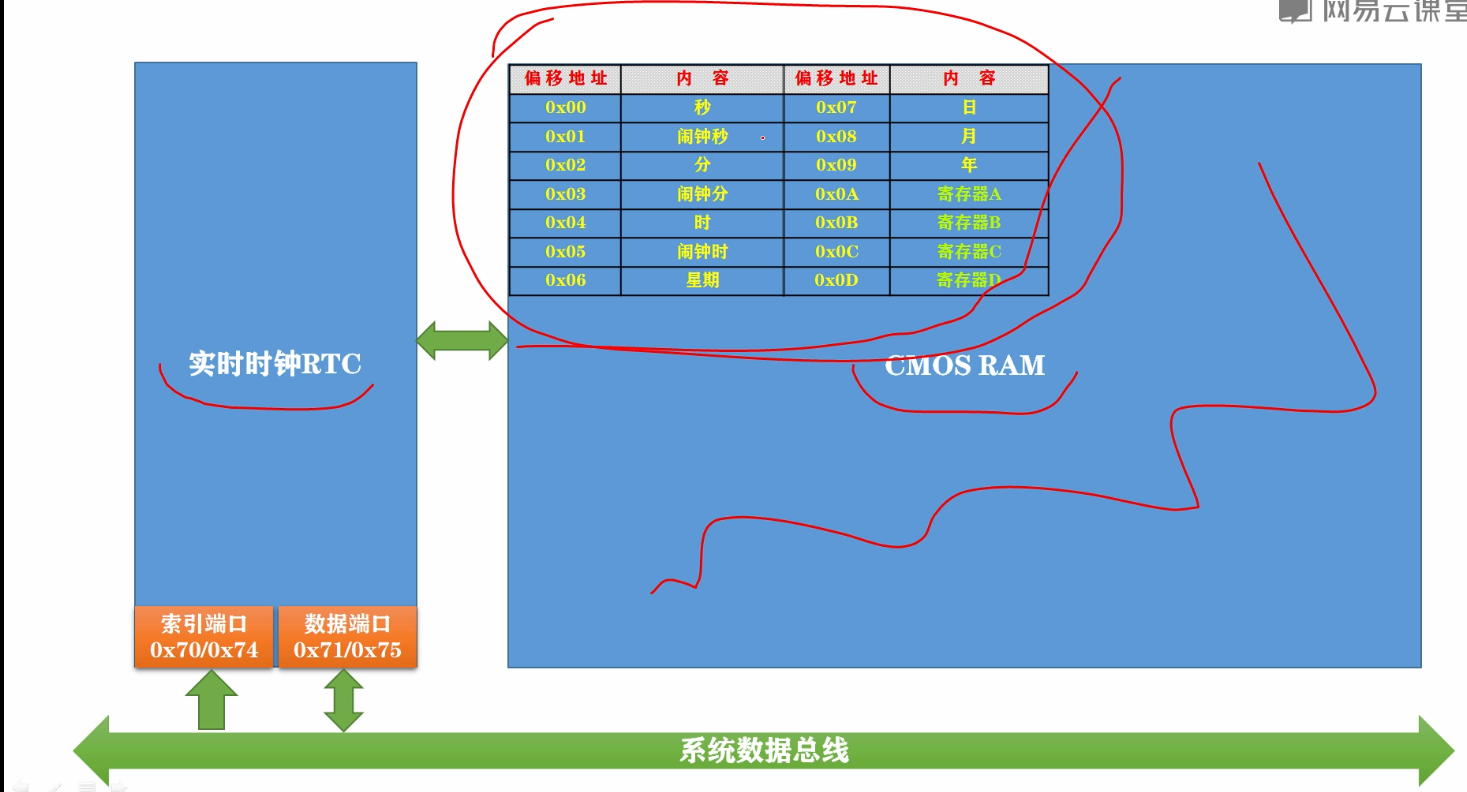 网易云课堂
偏移地址 内 容 偏移地址 内 容
0x00 秒 0x07 日
0x01 闹钟秒 0x08 月
0x02 分 0x09 年
0x03 闹钟分 0x0A 寄存器A
0x04 时 0x0B 寄存器B
0x05 闹钟时 0x0C 寄存器C
0x06 星期 0x0D 寄存器D
实时时钟RTC
CMOS RAM
索引端口
0x70/0x74
数据端口
0x71/0x75
系统数据总线